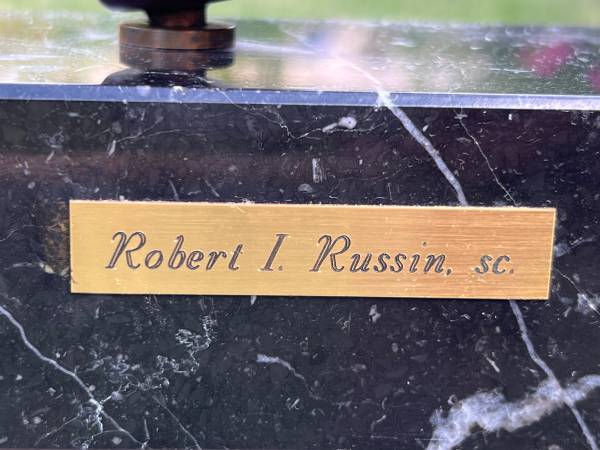 Robert I. Russin, sc.